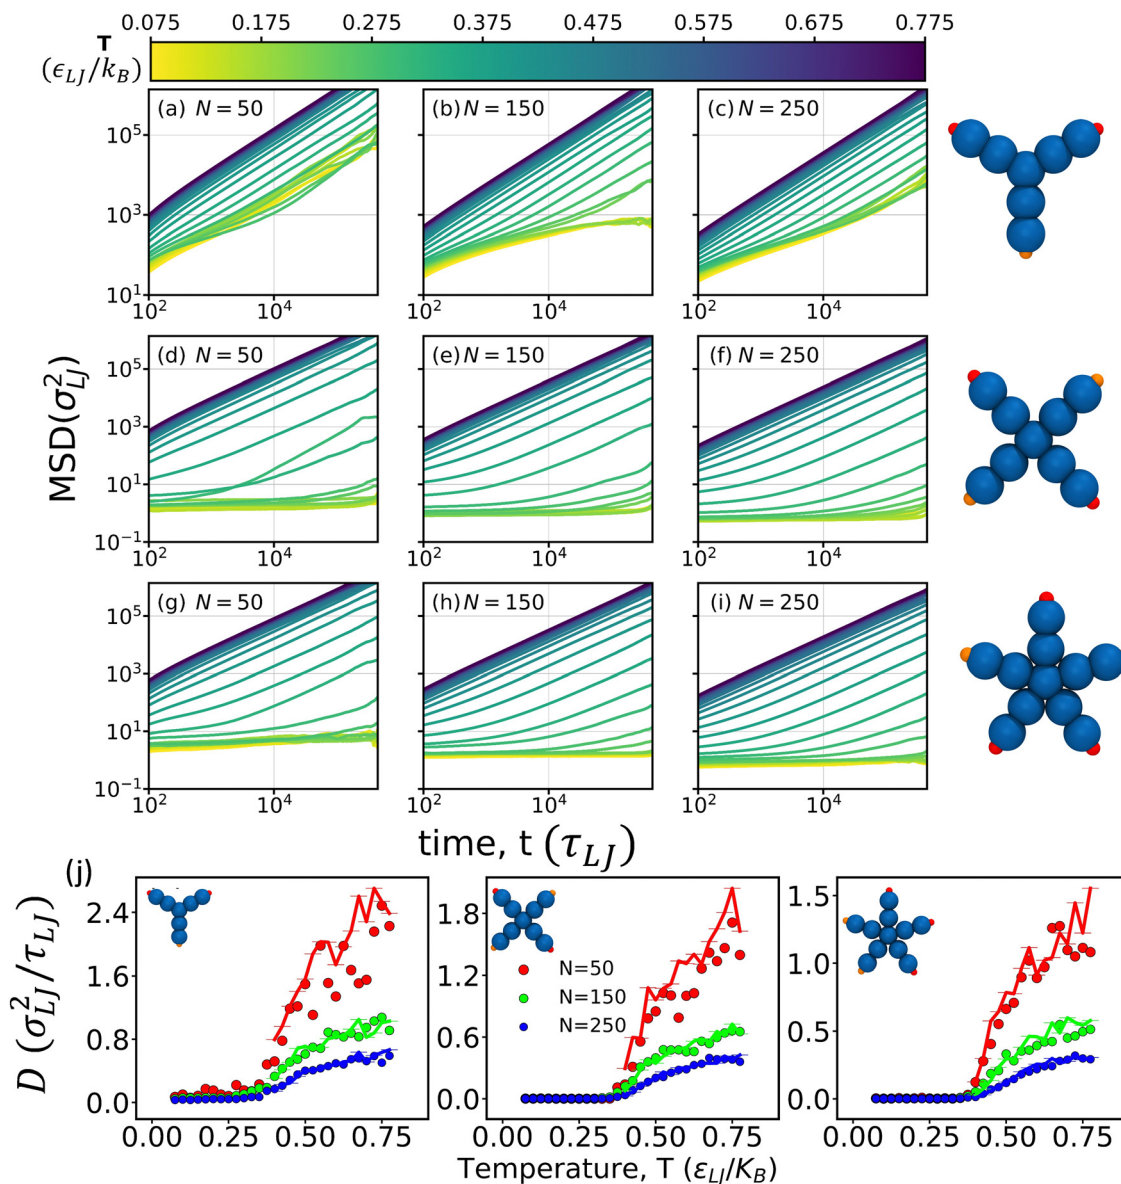 0.075 0.175 0.275 0.375 0.475 0.575 0.675 0.775
T
(ϵ_LJ/k_B)
(a) N = 50
(b) N = 150
(c) N = 250
10^5
10^3
10^1
10^2 10^4
10^2 10^4
10^2 10^4
MSD(σ²_LJ)
(d) N = 50
(e) N = 150
(f) N = 250
10^5
10^3
10^1
10^−1
10^2 10^4
10^2 10^4
10^2 10^4
(g) N = 50
(h) N = 150
(i) N = 250
10^5
10^3
10^1
10^−1
10^2 10^4
10^2 10^4
10^2 10^4
time, t (τ_LJ)
(j)
D (σ²_LJ/τ_LJ)
2.4
1.6
0.8
0.0
0.00 0.25 0.50 0.75
1.8
1.2
0.6
0.0
N=50
N=150
N=250
0.00 0.25 0.50 0.75
1.5
1.0
0.5
0.0
0.00 0.25 0.50 0.75
Temperature, T (ε_LJ/K_B)